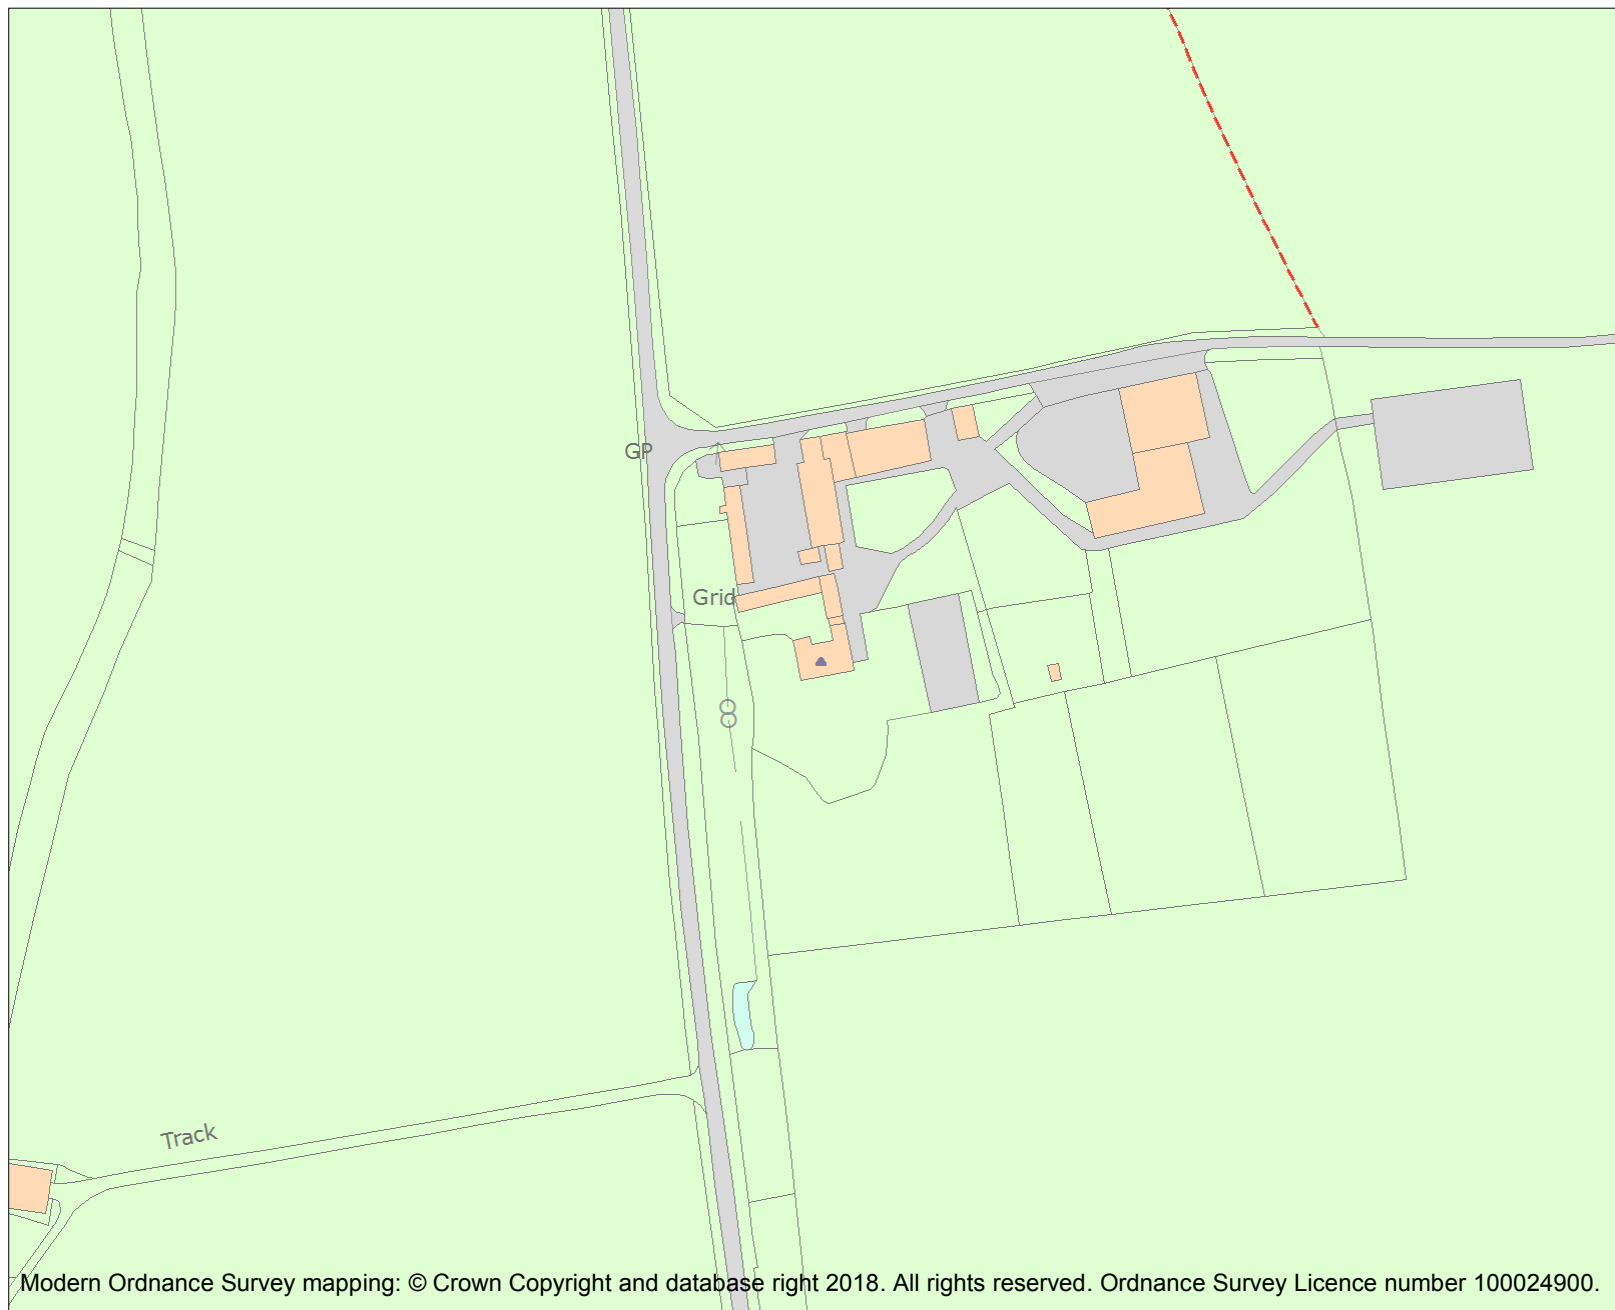 GP
Grid
Track
Modern Ordnance Survey mapping: © Crown Copyright and database right 2018. All rights reserved. Ordnance Survey Licence number 100024900.